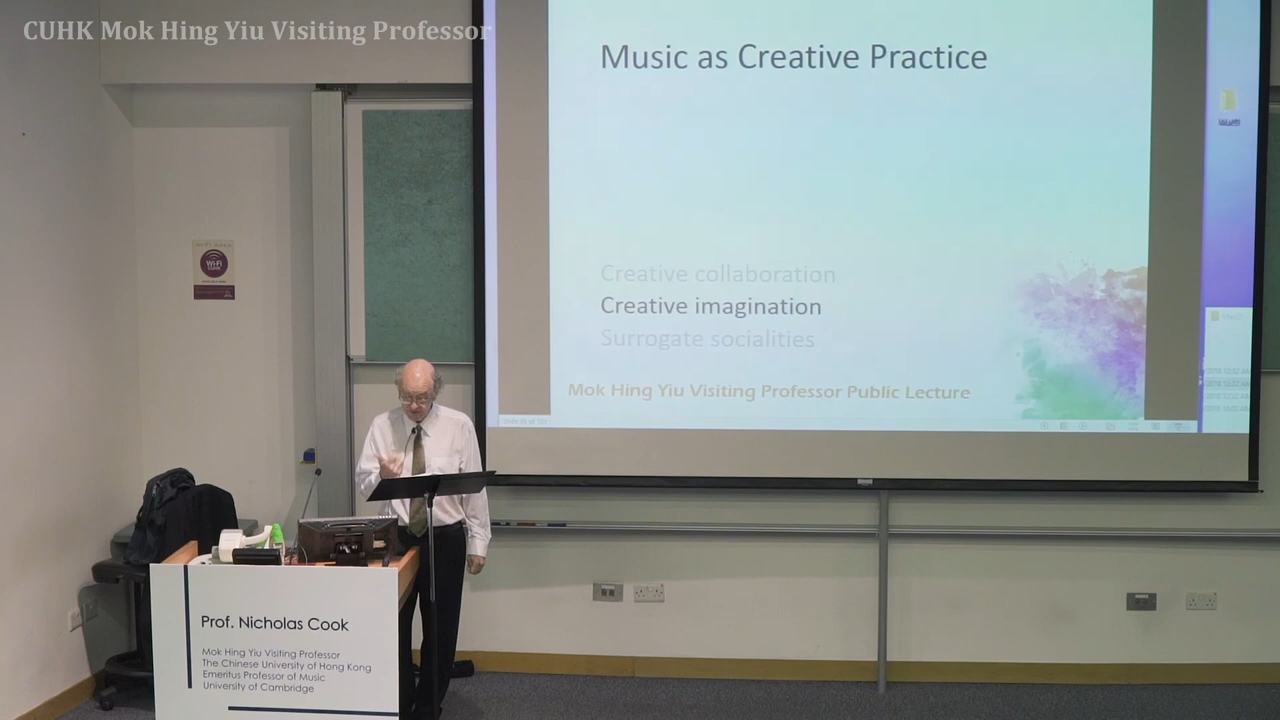 CUHK Mok Hing Yiu Visiting Professor
Music as Creative Practice
Creative collaboration
Creative imagination
Surrogate socialities
Mok Hing Yiu Visiting Professor Public Lecture
Wi-Fi
Prof. Nicholas Cook
Mok Hing Yiu Visiting Professor
The Chinese University of Hong Kong
Emeritus Professor of Music
University of Cambridge